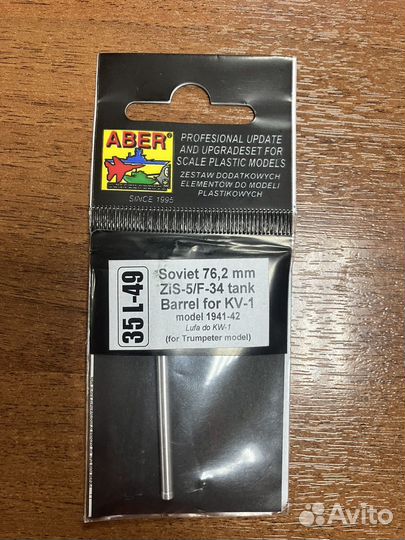 ABER®
SINCE 1995
PROFESIONAL UPDATE
AND UPGRADESET FOR
SCALE PLASTIC MODELS
ZESTAW DODATKOWYCH
ELEMENTÓW DO MODELI
PLASTIKOWYCH
35 L-49
Soviet 76,2 mm
ZiS-5/F-34 tank
Barrel for KV-1
model 1941-42
Lufa do KW-1
(for Trumpeter model)
Avito